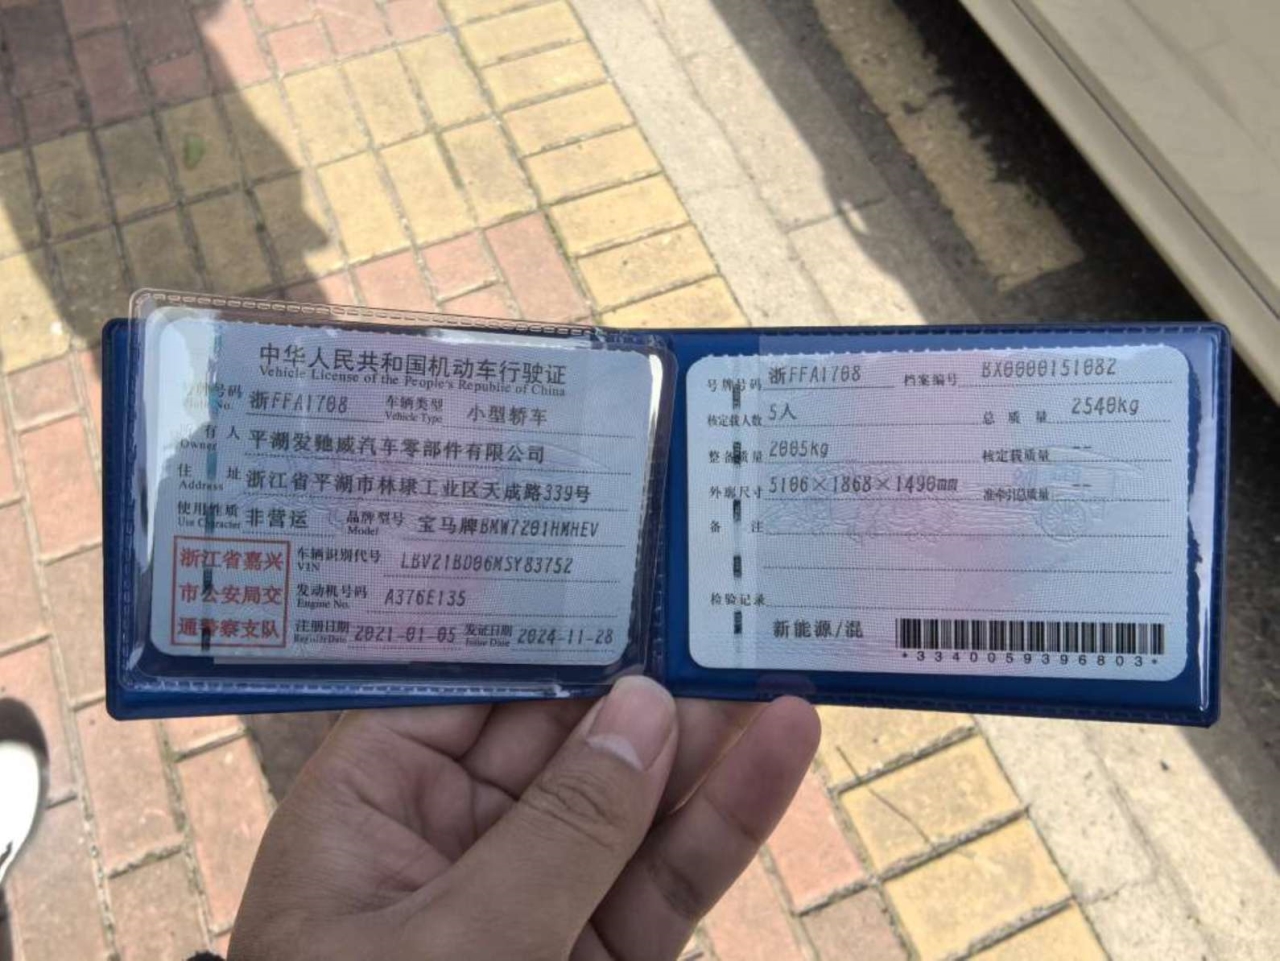 中华人民共和国机动车行驶证
Vehicle License of the People's Republic of China
号牌号码 浙FFA1708 车辆类型 小型轿车
Plate No. Vehicle Type
所有人 平湖发驰威汽车零部件有限公司
Owner
住址 浙江省平湖市林埭工业区天成路339号
Address
使用性质 非营运 品牌型号 宝马牌BMW7201HMHEV
Use Character Model
浙江省嘉兴
市公安局交
通警察支队
车辆识别代号 LBV21BD06MSY83752
VIN
发动机号码 A376E135
Engine No.
注册日期 2021-01-05 发证日期 2024-11-28
Register Date Issue Date
号牌号码 浙FFA1708 档案编号 BX0000151082
核定载人数 5人 总质量 2540kg
整备质量 2005kg 核定载质量 --
外廓尺寸 5106×1868×1490mm 准牵引总质量 --
备注
检验记录
新能源/混
*3340059396803*